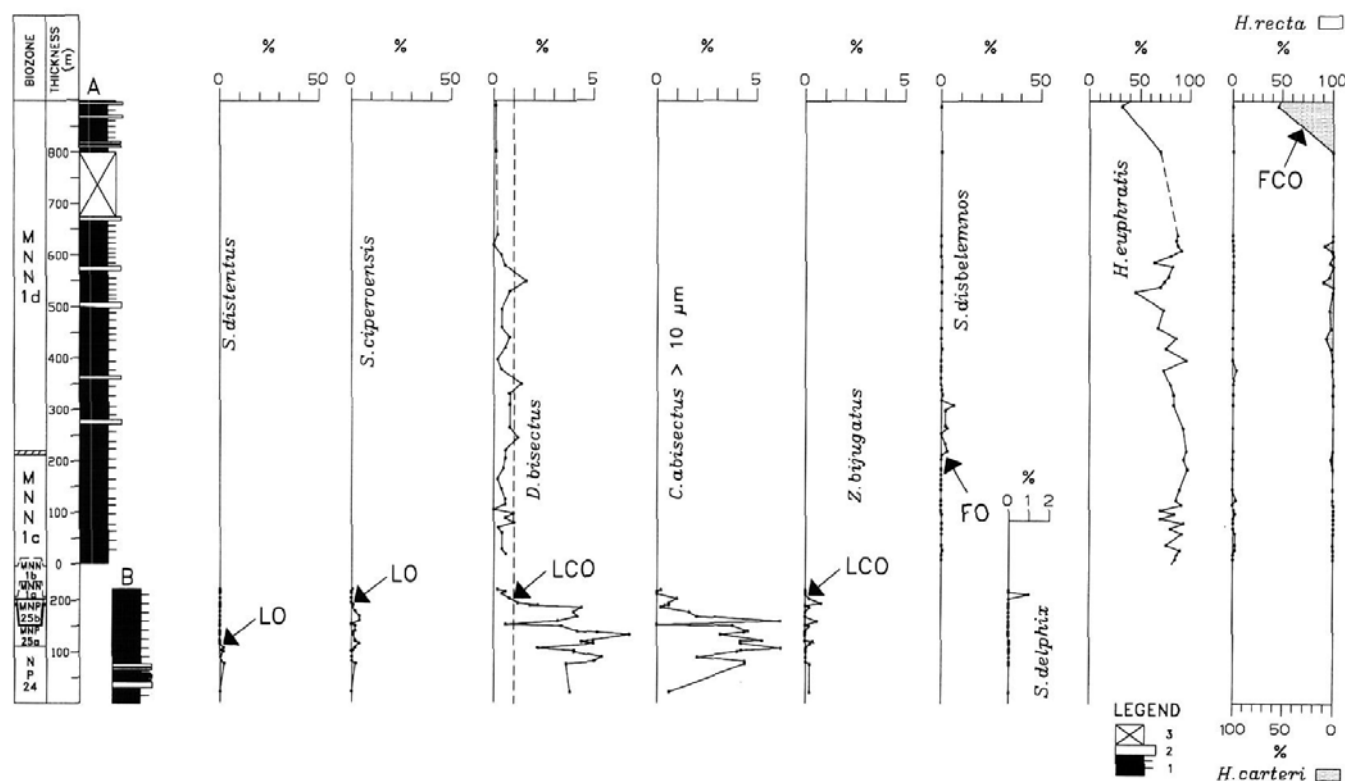 H.recta
BIOZONE
THICKNESS (m)
A
% % % % % % % %
0 50 0 50 0 5 0 5 0 5 0 50 0 50 100 0 50 100
800
700
600
500
400
300
200
100
0
M N N 1d
M N N 1c
MNN 1b
MNN 1a
MNP 25b
MNP 25a
N P 24
B
200
100
S.distentus
LO
S.ciperoensis
LO
D.bisectus
LCO
C.abisectus > 10 µm
Z.bijugatus
LCO
S.disbelemnos
FO
%
0 1 2
S.delphix
H.euphratis
FCO
LEGEND
3
2
1
100 50 0
%
H.carteri